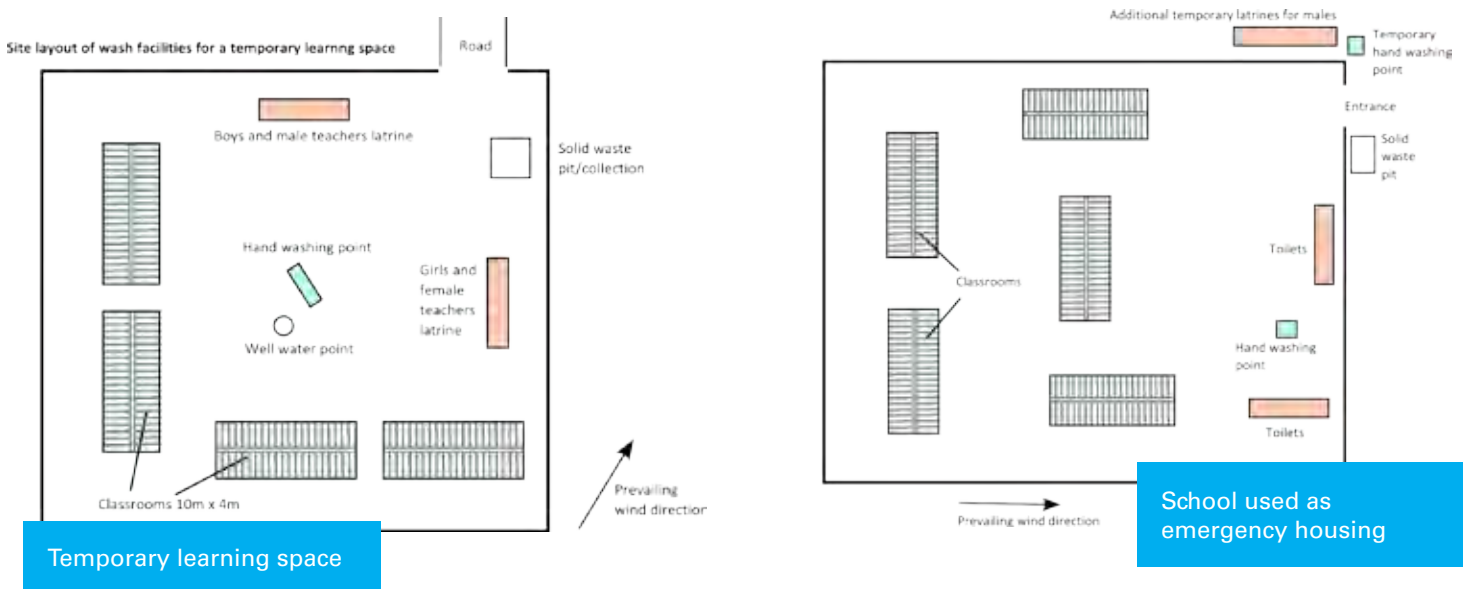 Site layout of wash facilities for a temporary learnng space
Road
Boys and male teachers latrine
Solid waste
pit/collection
Hand washing point
Girls and
female
teachers
latrine
Well water point
Classrooms 10m x 4m
Prevailing
wind direction
Temporary learning space
Additional temporary latrines for males
Temporary
hand washing
point
Entrance
Solid
waste
pit
Toilets
Classrooms
Hand washing
point
Toilets
Prevailing wind direction
School used as
emergency housing